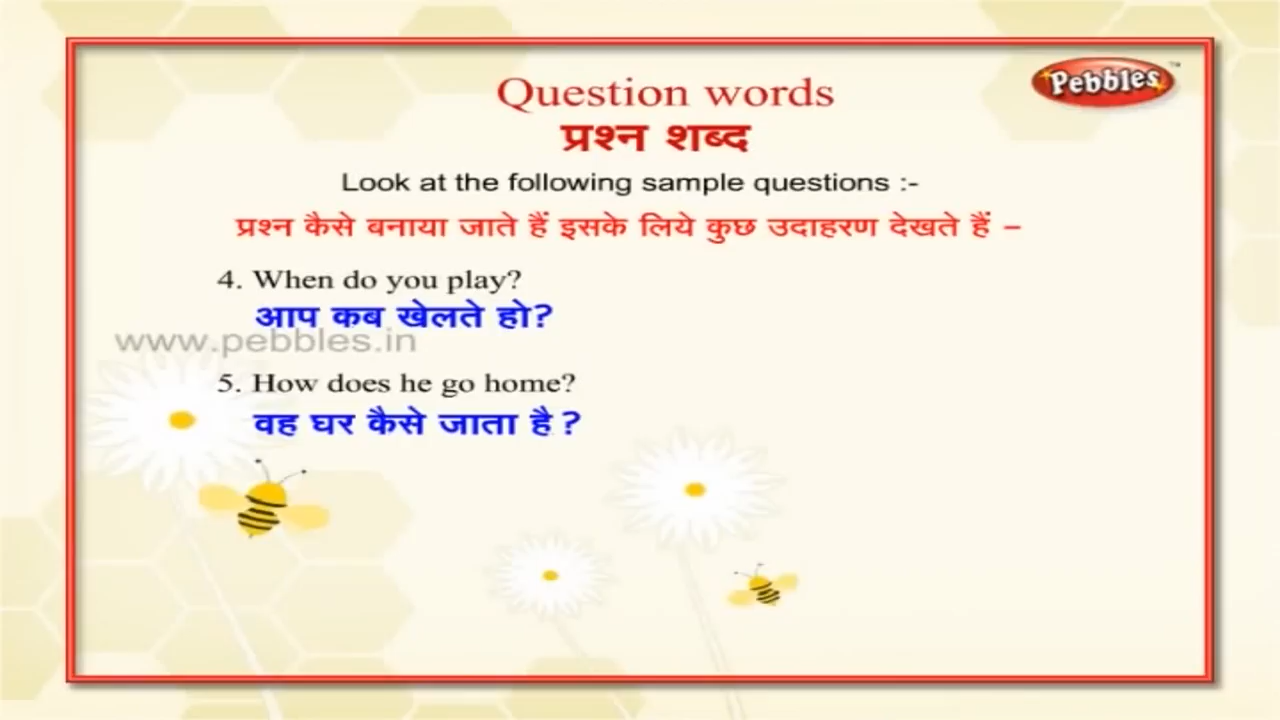 Pebbles™
Question words
प्रश्न शब्द
Look at the following sample questions :-
प्रश्न कैसे बनाया जाते हैं इसके लिये कुछ उदाहरण देखते हैं –
4. When do you play?
आप कब खेलते हो?
www.pebbles.in
5. How does he go home?
वह घर कैसे जाता है ?